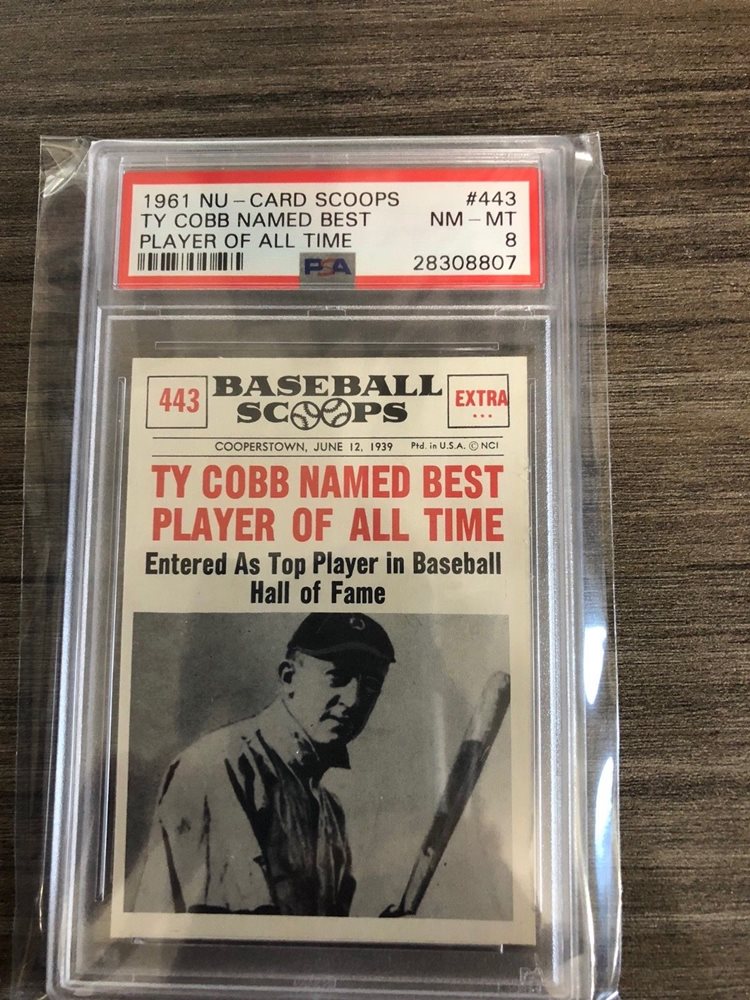 1961 NU-CARD SCOOPS #443
TY COBB NAMED BEST NM-MT
PLAYER OF ALL TIME 8
PSA 28308807
443 BASEBALL SCOOPS EXTRA
COOPERSTOWN, JUNE 12, 1939 Ptd. in U.S.A. © NCI
TY COBB NAMED BEST
PLAYER OF ALL TIME
Entered As Top Player in Baseball
Hall of Fame